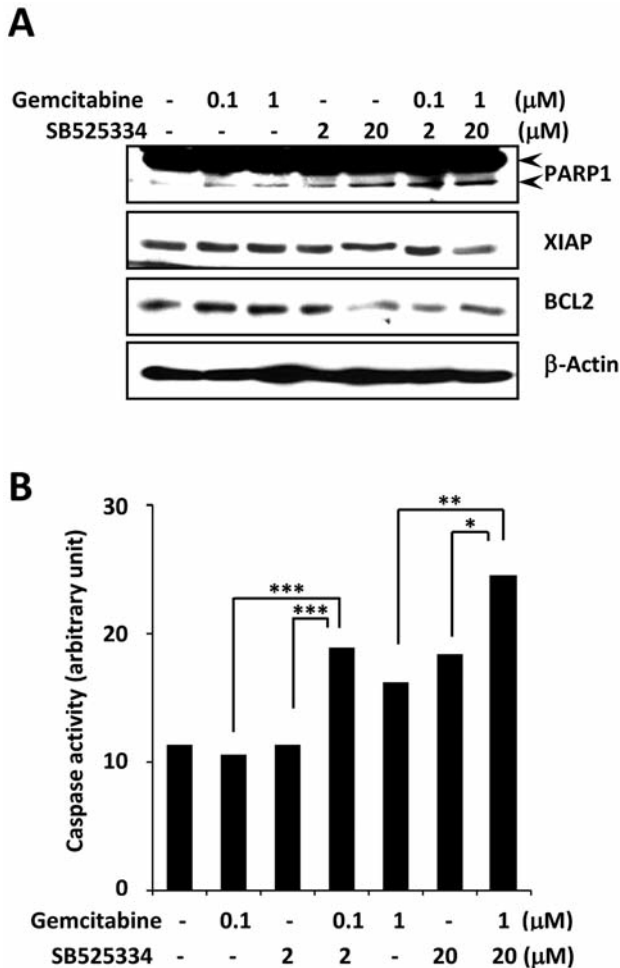 A
Gemcitabine - 0.1 1 - - 0.1 1 (μM)
SB525334 - - - 2 20 2 20 (μM)
PARP1
XIAP
BCL2
β-Actin
B
Caspase activity (arbitrary unit)
30
20
10
0
***
***
**
*
Gemcitabine - 0.1 - 0.1 1 - 1 (μM)
SB525334 - - 2 2 - 20 20 (μM)